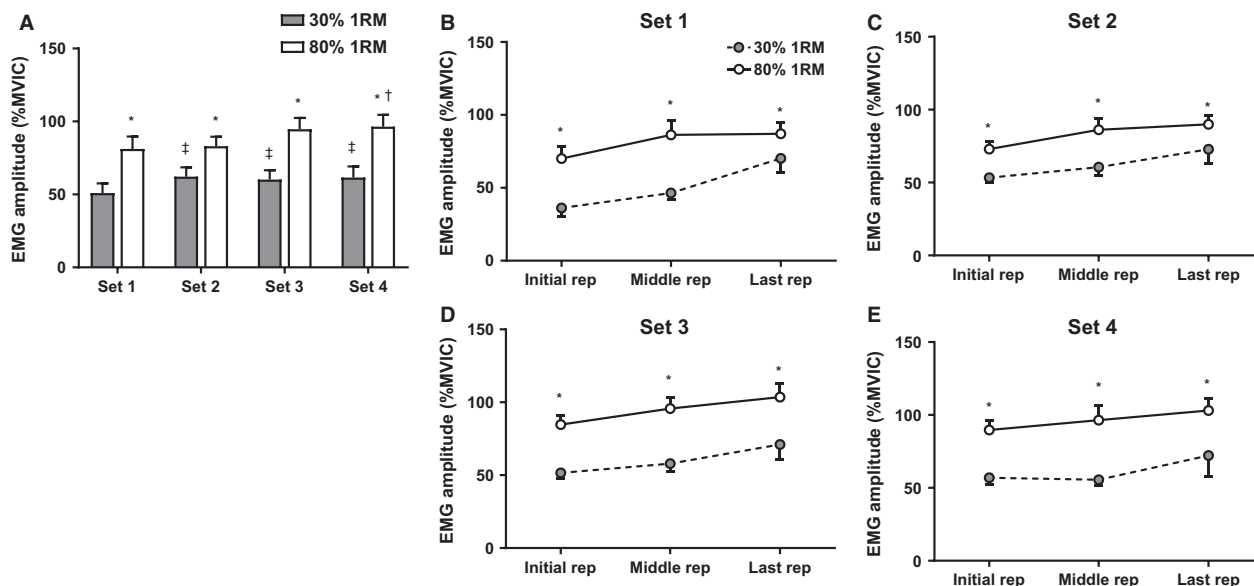 A
30% 1RM
80% 1RM
EMG amplitude (%MVIC)
150
100
50
0
*
‡
*
‡
*
‡
* †
Set 1
Set 2
Set 3
Set 4
B
Set 1
30% 1RM
80% 1RM
EMG amplitude (%MVIC)
150
100
50
0
*
*
*
Initial rep
Middle rep
Last rep
C
Set 2
EMG amplitude (%MVIC)
150
100
50
0
*
*
*
Initial rep
Middle rep
Last rep
D
Set 3
EMG amplitude (%MVIC)
150
100
50
0
*
*
*
Initial rep
Middle rep
Last rep
E
Set 4
EMG amplitude (%MVIC)
150
100
50
0
*
*
*
Initial rep
Middle rep
Last rep